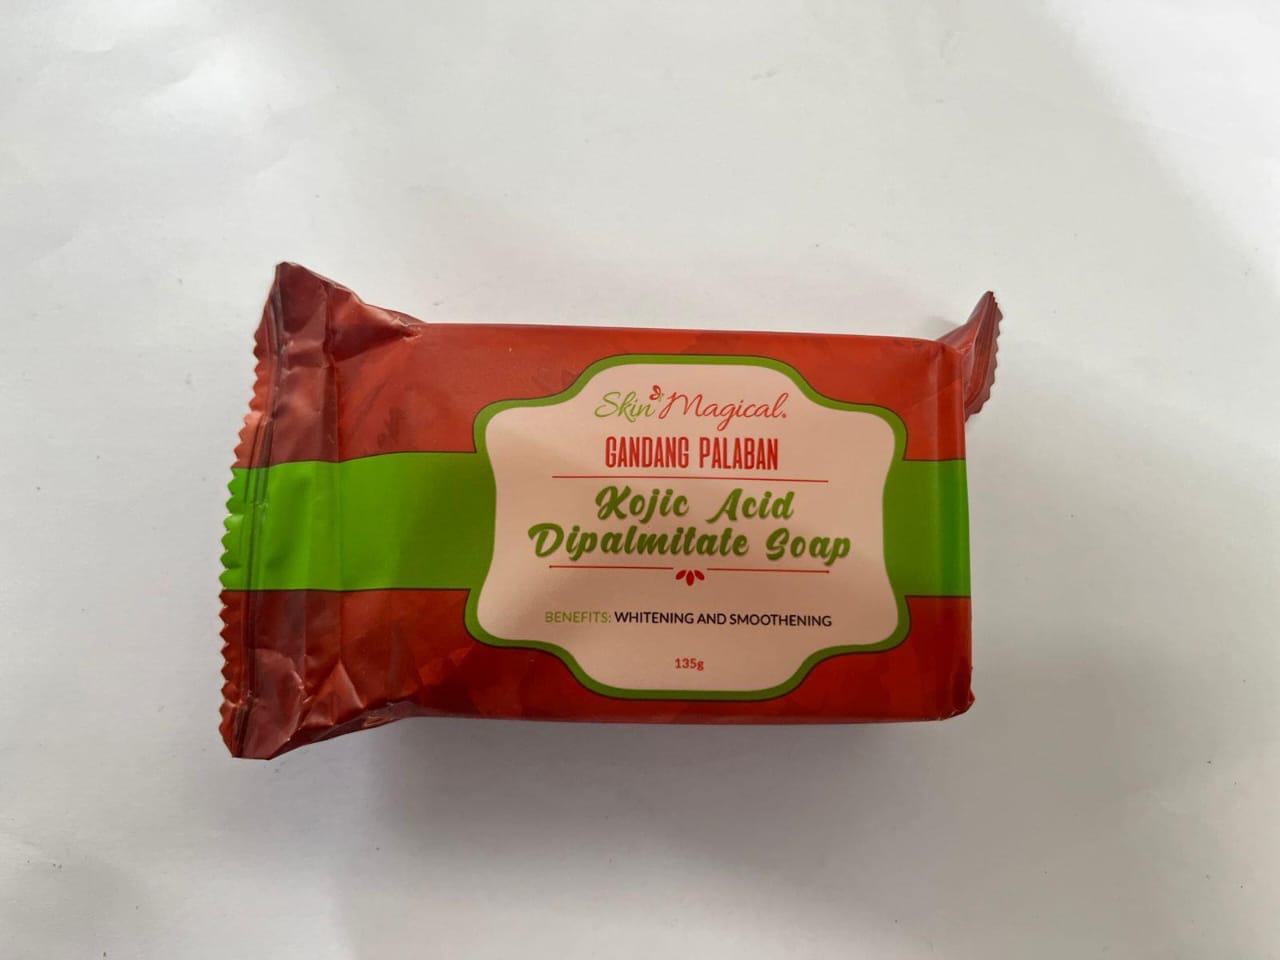 Skin Magical®
GANDANG PALABAN
Kojic Acid
Dipalmitate Soap
BENEFITS: WHITENING AND SMOOTHENING
135g